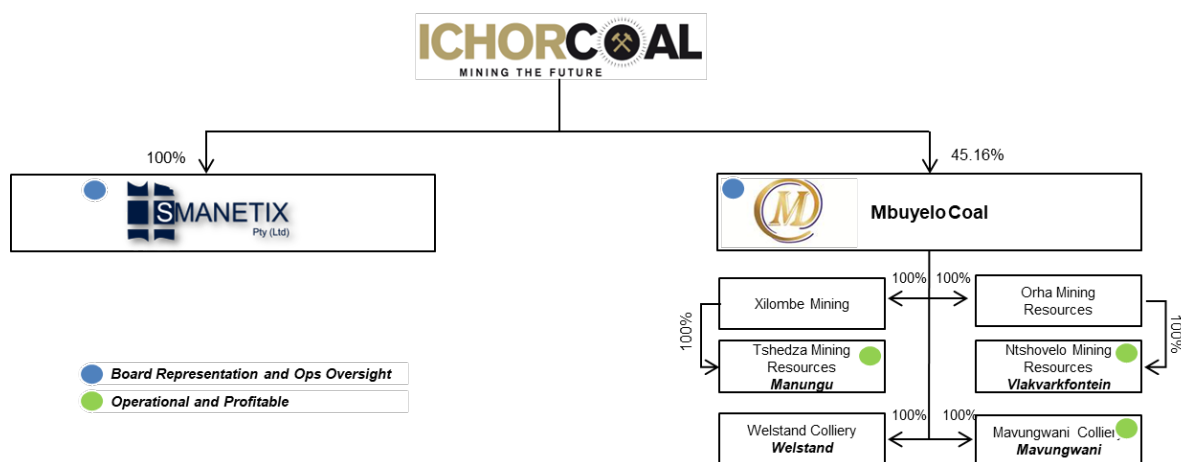 ICHORCOAL
MINING THE FUTURE
100%
45.16%
SMANETIX
Pty (Ltd)
M
Mbuyelo Coal
100%
100%
Xilombe Mining
Orha Mining
Resources
100%
100%
Tshedza Mining
Resources
Manungu
Ntshovelo Mining
Resources
Vlakvarkfontein
Board Representation and Ops Oversight
Operational and Profitable
100%
100%
Welstand Colliery
Welstand
Mavungwani Colliery
Mavungwani